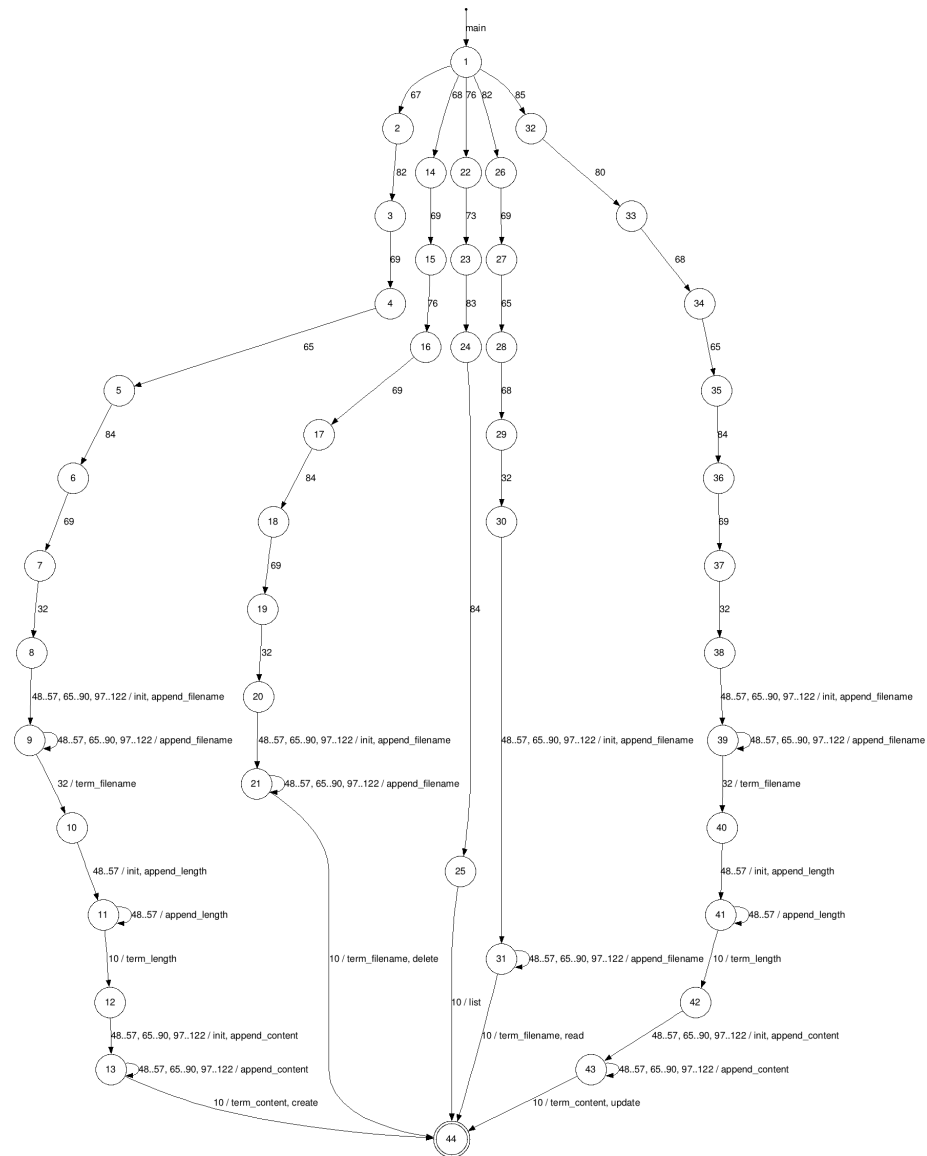 main
1
67
68
76
82
85
2
32
82
80
14
22
26
3
33
69
73
69
69
68
15
23
27
4
34
76
83
65
65
65
16
24
28
5
35
69
68
84
84
17
29
6
84
32
36
18
30
69
69
69
7
37
19
32
84
32
32
8
38
20
48..57, 65..90, 97..122 / init, append_filename
48..57, 65..90, 97..122 / init, append_filename
9
48..57, 65..90, 97..122 / append_filename
48..57, 65..90, 97..122 / init, append_filename
48..57, 65..90, 97..122 / init, append_filename
39
48..57, 65..90, 97..122 / append_filename
32 / term_filename
21
48..57, 65..90, 97..122 / append_filename
32 / term_filename
10
40
48..57 / init, append_length
25
48..57 / init, append_length
11
48..57 / append_length
41
48..57 / append_length
10 / term_length
10 / term_filename, delete
31
48..57, 65..90, 97..122 / append_filename
10 / term_length
12
10 / list
42
48..57, 65..90, 97..122 / init, append_content
10 / term_filename, read
48..57, 65..90, 97..122 / init, append_content
13
48..57, 65..90, 97..122 / append_content
43
48..57, 65..90, 97..122 / append_content
10 / term_content, create
10 / term_content, update
44